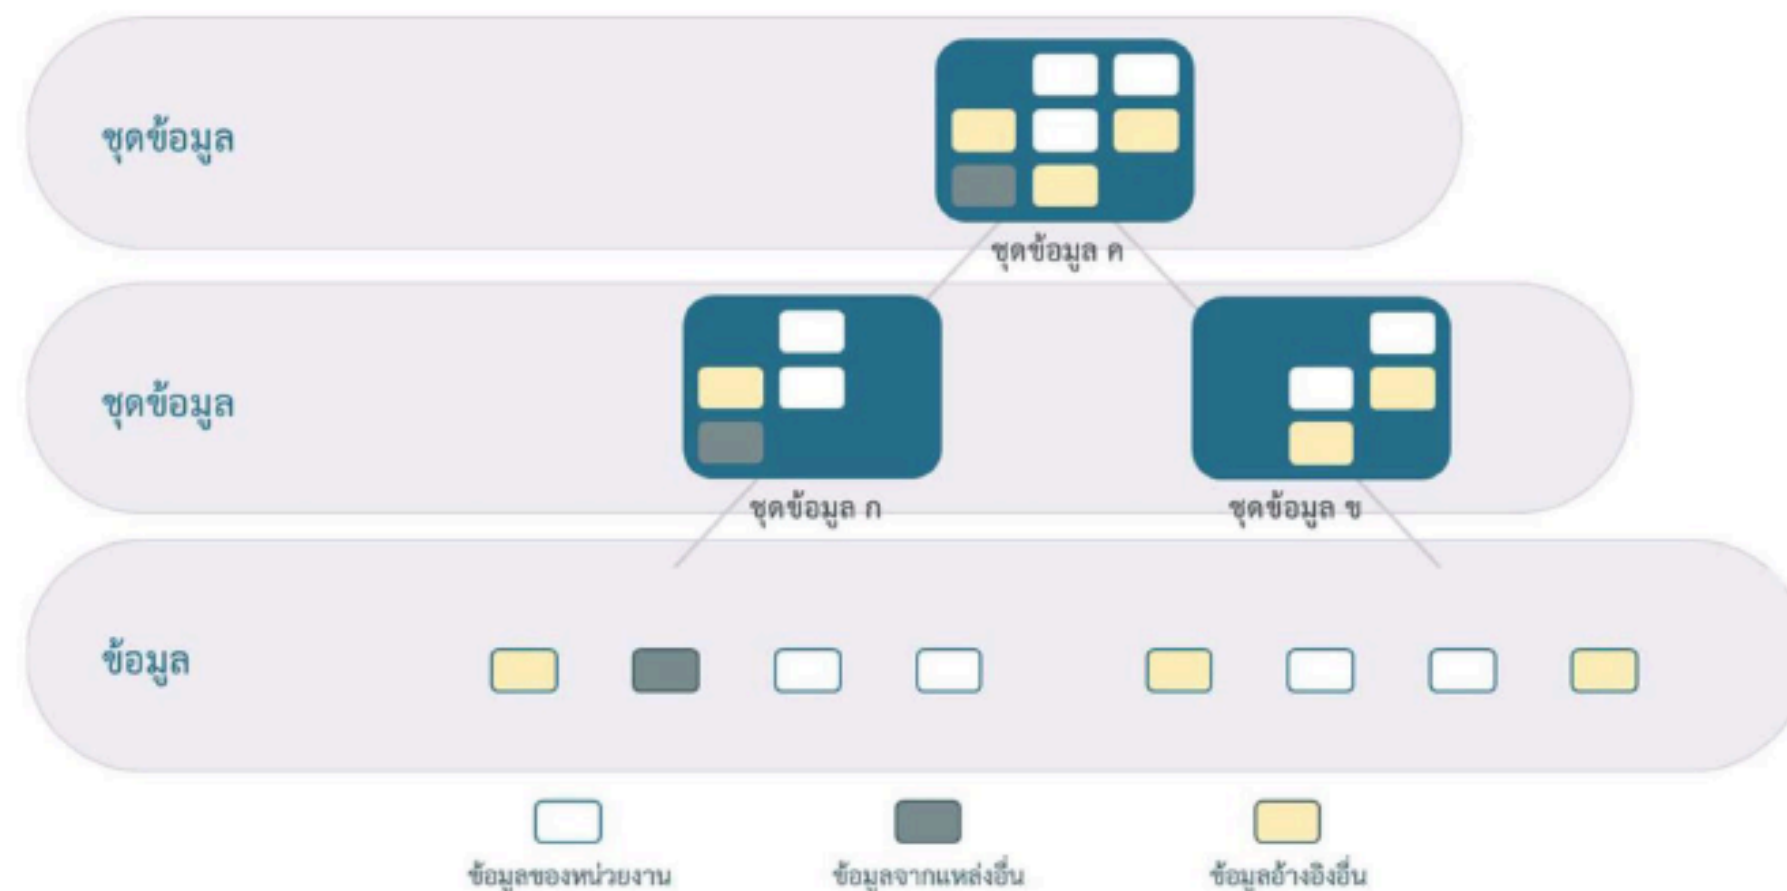 ชุดข้อมูล
ชุดข้อมูล ค
ชุดข้อมูล
ชุดข้อมูล ก
ชุดข้อมูล ข
ข้อมูล
ข้อมูลของหน่วยงาน
ข้อมูลจากแหล่งอื่น
ข้อมูลอ้างอิงอื่น